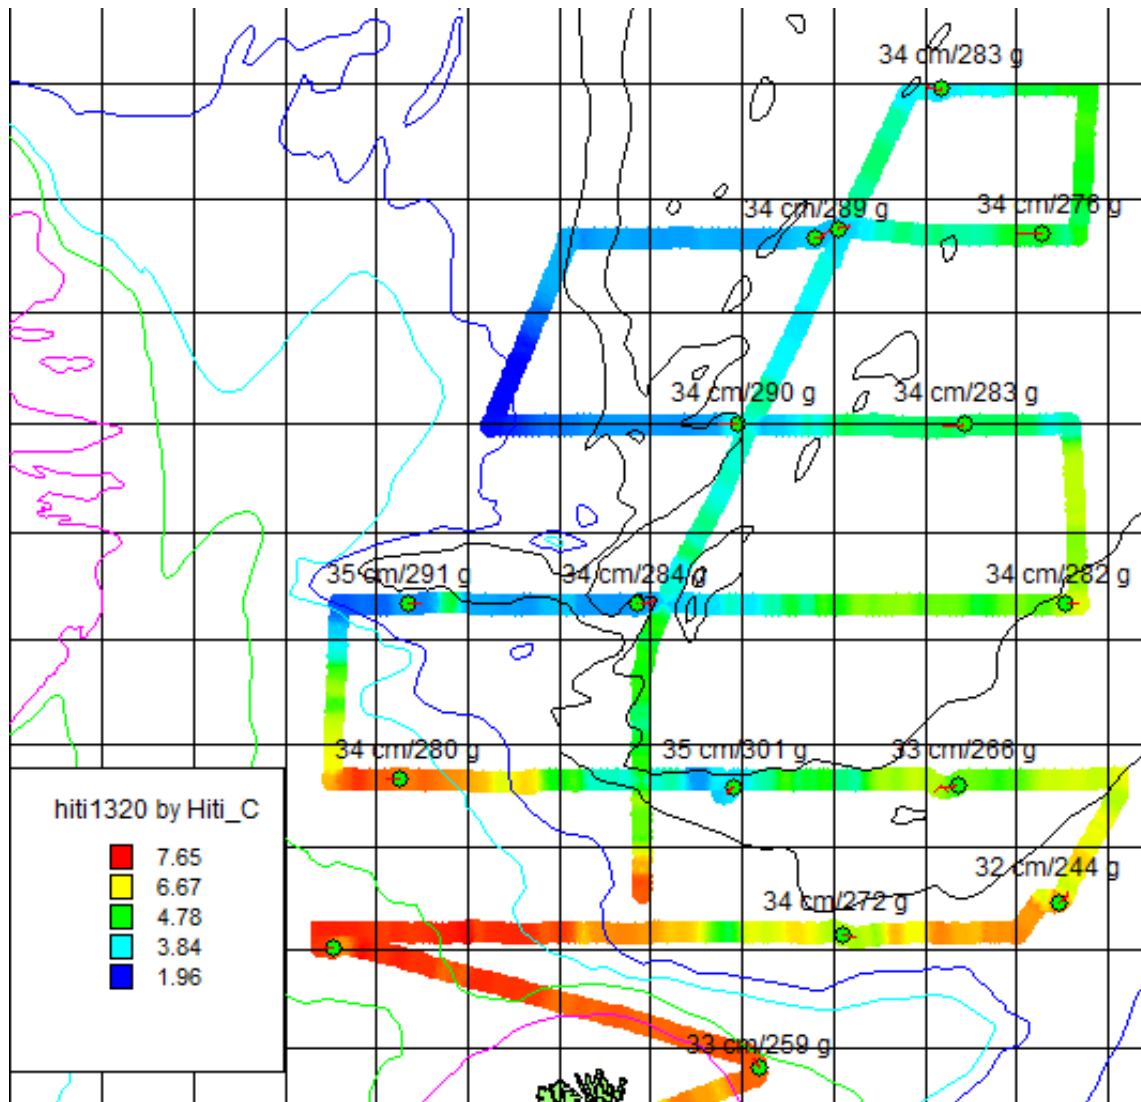 34 cm/283 g
34 cm/289 g
34 cm/276 g
34 cm/290 g
34 cm/283 g
35 cm/291 g
34 cm/284 g
34 cm/282 g
34 cm/280 g
35 cm/301 g
33 cm/266 g
hiti1320 by Hiti_C
7.65
6.67
4.78
3.84
1.96
32 cm/244 g
34 cm/272 g
33 cm/259 g